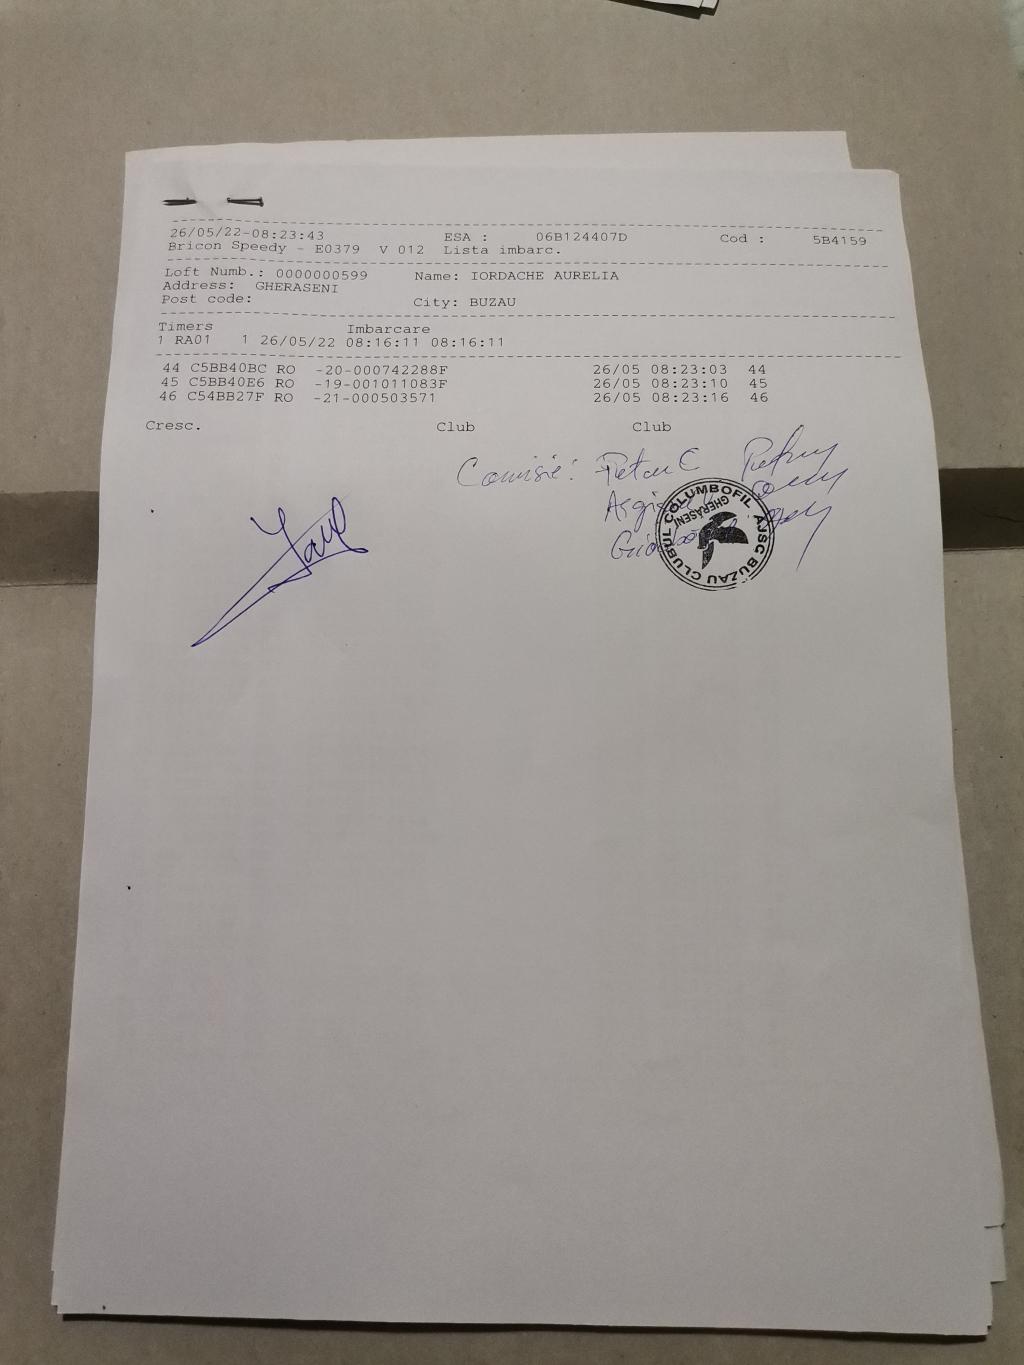 26/05/22-08:23:43 ESA : 06B124407D Cod : 5B4159
Bricon Speedy - E0379 V 012 Lista imbarc.
Loft Numb.: 0000000599 Name: IORDACHE AURELIA
Address: GHERASENI
Post code: City: BUZAU
Timers Imbarcare
1 RA01 1 26/05/22 08:16:11 08:16:11
44 C5BB40BC RO -20-000742288F 26/05 08:23:03 44
45 C5BB40E6 RO -19-001011083F 26/05 08:23:10 45
46 C54BB27F RO -21-000503571 26/05 08:23:16 46
Cresc. Club Club
Comisie:
CLUBUL COLUMBOFIL AJSC BUZAU
GHERĂSENI